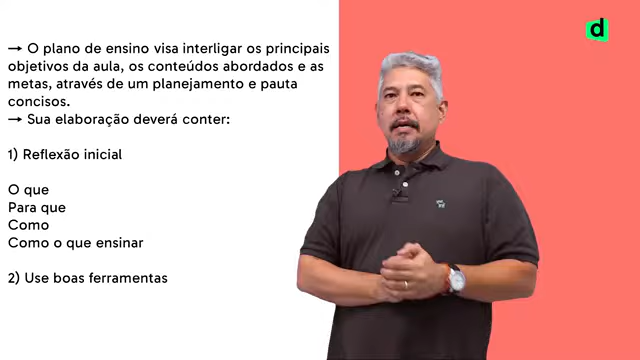 d
→ O plano de ensino visa interligar os principais
objetivos da aula, os conteúdos abordados e as
metas, através de um planejamento e pauta
concisos.
→ Sua elaboração deverá conter:
1) Reflexão inicial
O que
Para que
Como
Como o que ensinar
2) Use boas ferramentas